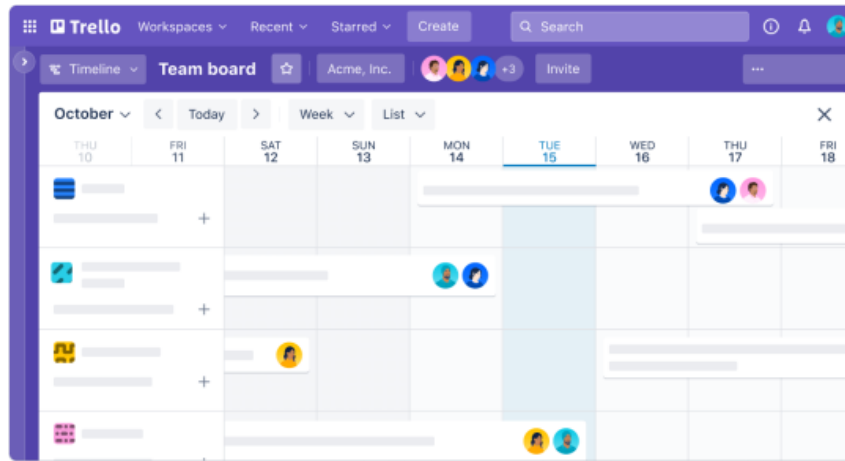 Trello Workspaces Recent Starred Create Search
Timeline Team board Acme, Inc. +3 Invite ...
October Today Week List
THU FRI SAT SUN MON TUE WED THU FRI
10 11 12 13 14 15 16 17 18